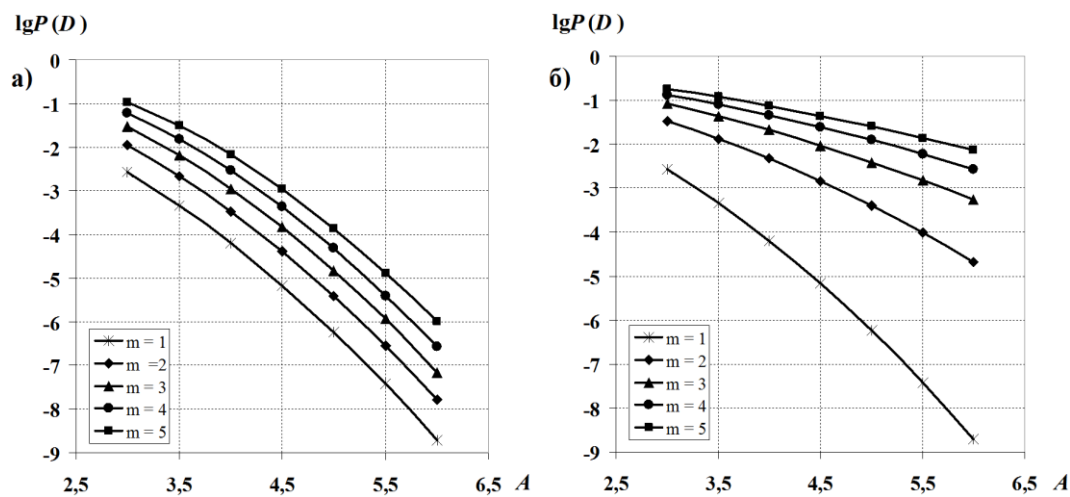 lgP (D)
а)
0
-1
-2
-3
-4
-5
-6
-7
-8
-9
m = 1
m =2
m = 3
m = 4
m = 5
2,5 3,5 4,5 5,5 6,5 A
lgP (D)
б)
0
-1
-2
-3
-4
-5
-6
-7
-8
-9
m = 1
m = 2
m = 3
m = 4
m = 5
2,5 3,5 4,5 5,5 6,5 A